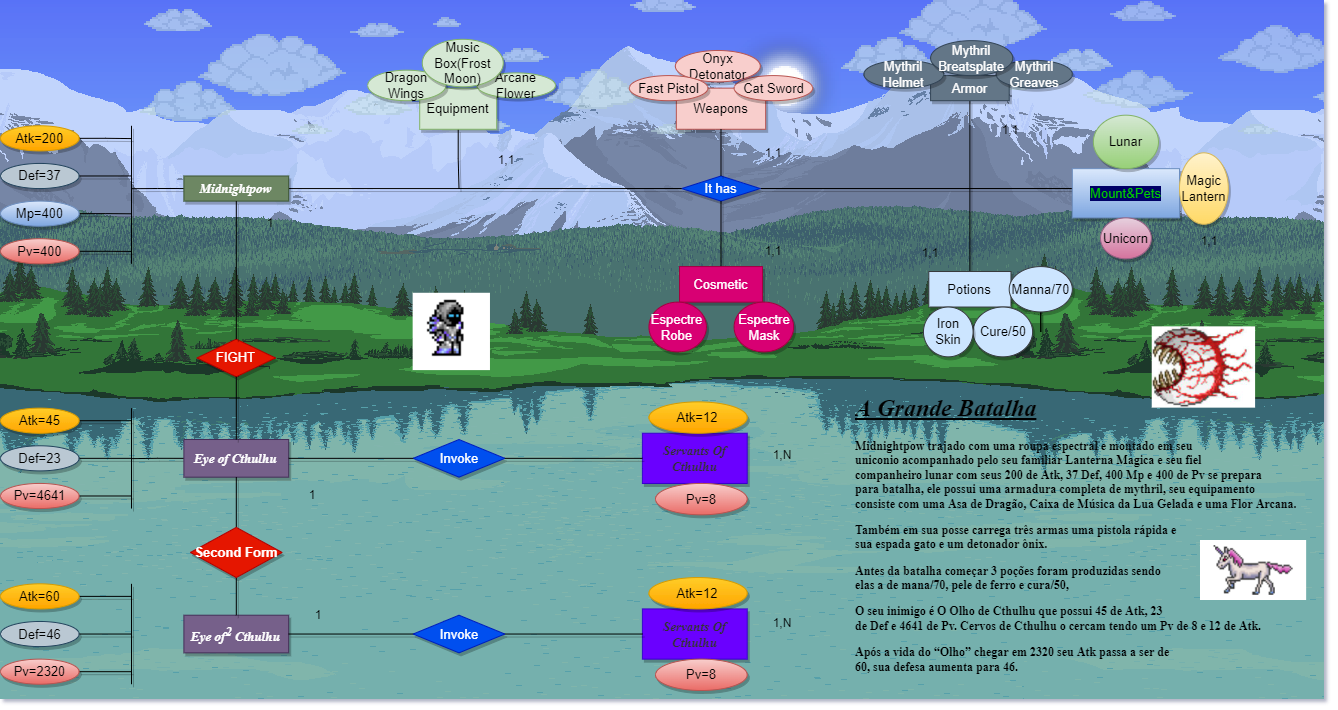 Music
Box(Frost
Moon)
Dragon
Wings
Arcane
Flower
Equipment
Onyx
Detonator
Fast Pistol
Cat Sword
Weapons
Mythril
Breatsplate
Mythril
Helmet
Mythril
Greaves
Armor
Atk=200
Def=37
Mp=400
Pv=400
Midnightpow
1,1
1,1
1,1
It has
Lunar
Mount&Pets
Magic
Lantern
Unicorn
1,1
1,1
1,1
Cosmetic
Espectre
Robe
Espectre
Mask
Potions
Manna/70
Iron
Skin
Cure/50
FIGHT
Atk=45
Def=23
Pv=4641
Eye of Cthulhu
Invoke
Atk=12
Servants Of
Cthulhu
Pv=8
1,N
1
Second Form
1
Atk=60
Def=46
Pv=2320
Eye of² Cthulhu
Invoke
Atk=12
Servants Of
Cthulhu
Pv=8
1,N
A Grande Batalha
Midnightpow trajado com uma roupa espectral e montado em seu
uniconio acompanhado pelo seu familiar Lanterna Magica e seu fiel
companheiro lunar com seus 200 de Atk, 37 Def, 400 Mp e 400 de Pv se prepara
para batalha, ele possui uma armadura completa de mythril, seu equipamento
consiste com uma Asa de Dragão, Caixa de Música da Lua Gelada e uma Flor Arcana.
Também em sua posse carrega três armas uma pistola rápida e
sua espada gato e um detonador ônix.
Antes da batalha começar 3 poções foram produzidas sendo
elas a de mana/70, pele de ferro e cura/50,
O seu inimigo é O Olho de Cthulhu que possui 45 de Atk, 23
de Def e 4641 de Pv. Cervos de Cthulhu o cercam tendo um Pv de 8 e 12 de Atk.
Após a vida do “Olho” chegar em 2320 seu Atk passa a ser de
60, sua defesa aumenta para 46.